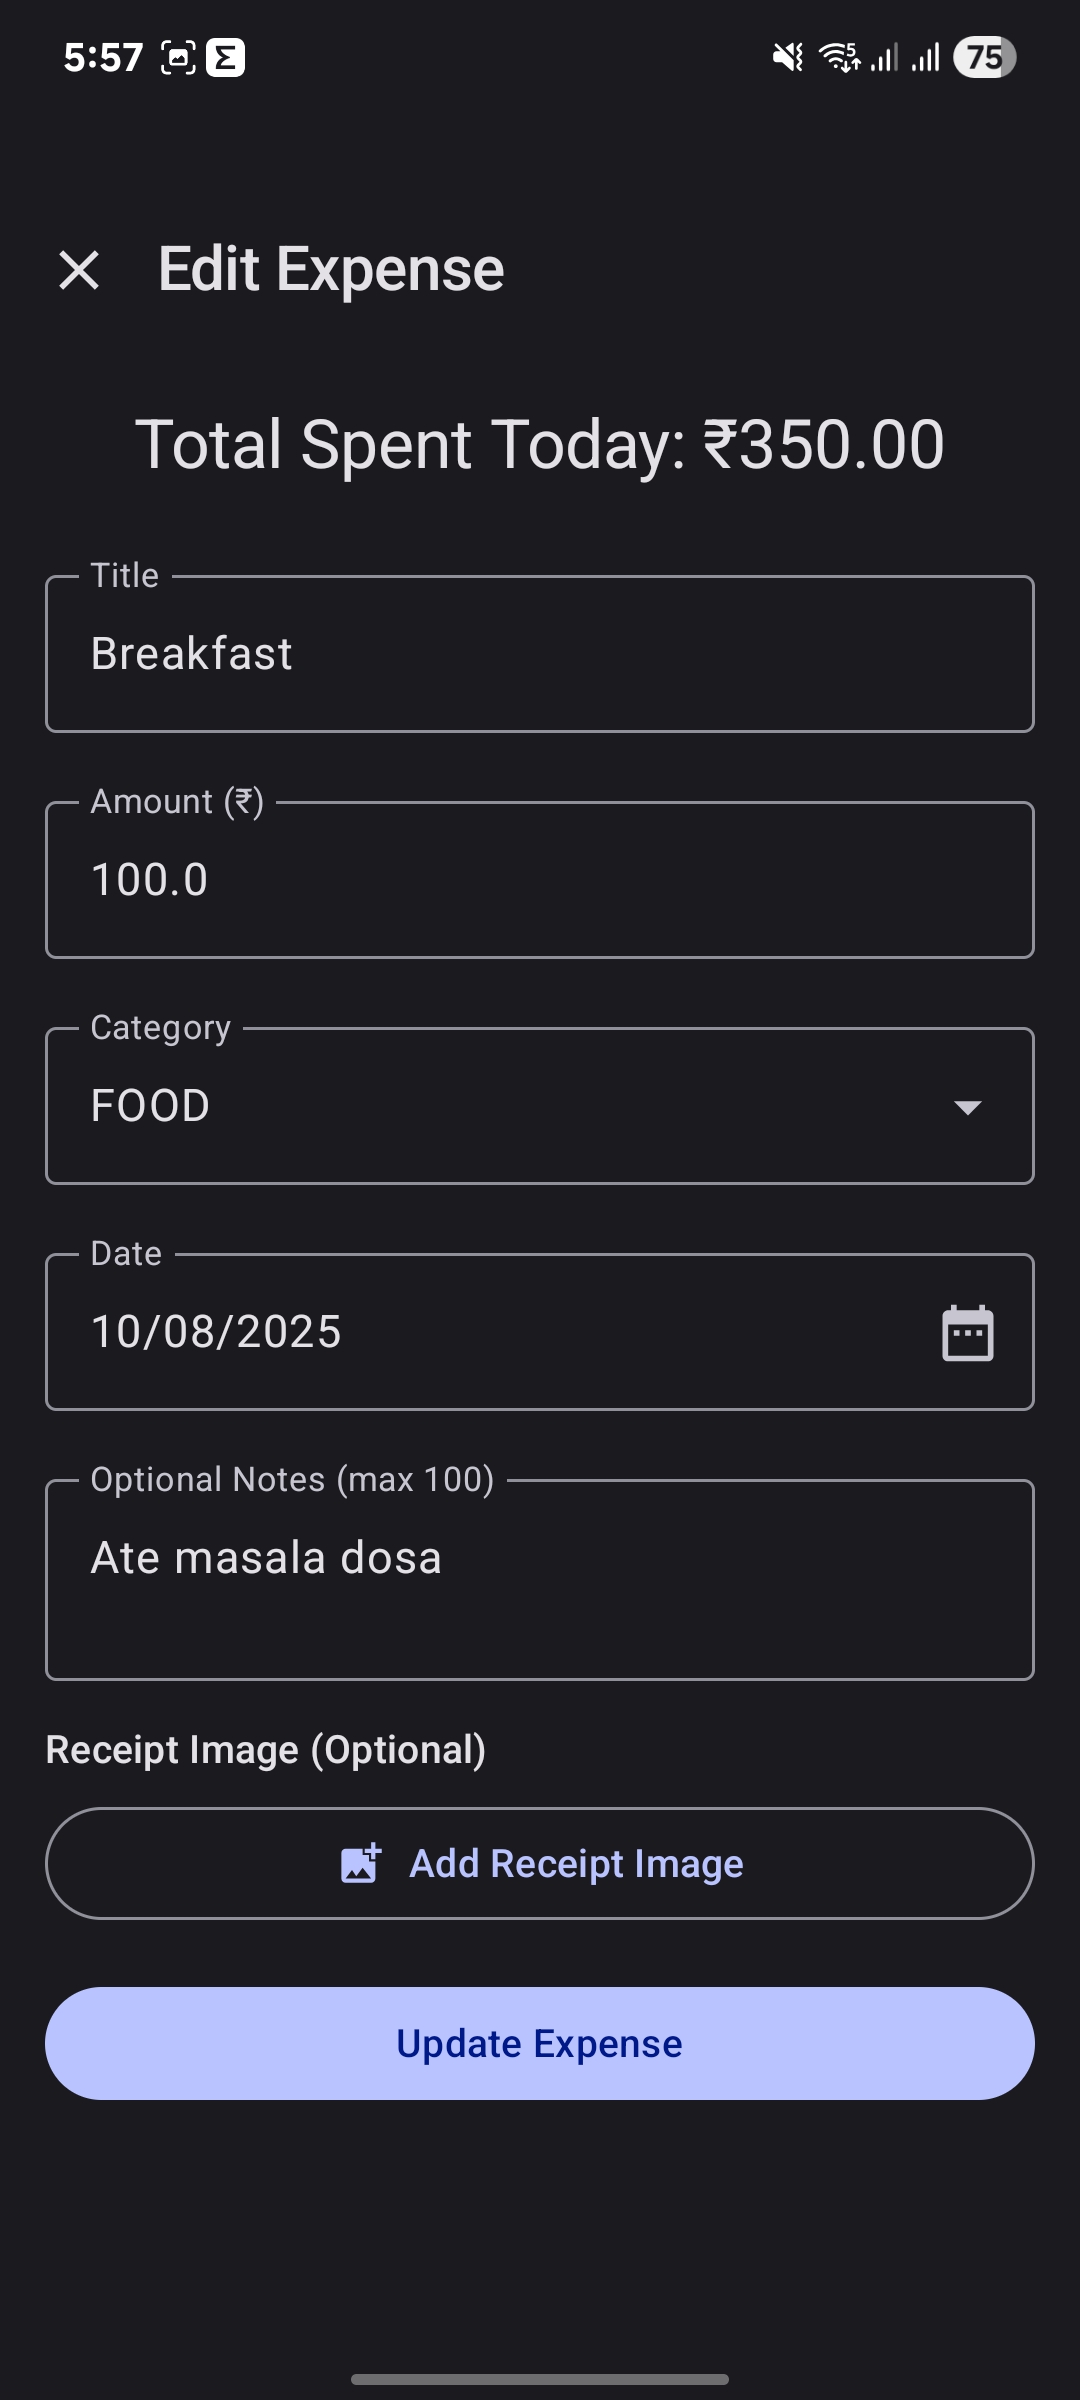 5:57
5
75
Edit Expense
Total Spent Today: ₹350.00
Title
Breakfast
Amount (₹)
100.0
Category
FOOD
Date
10/08/2025
Optional Notes (max 100)
Ate masala dosa
Receipt Image (Optional)
Add Receipt Image
Update Expense